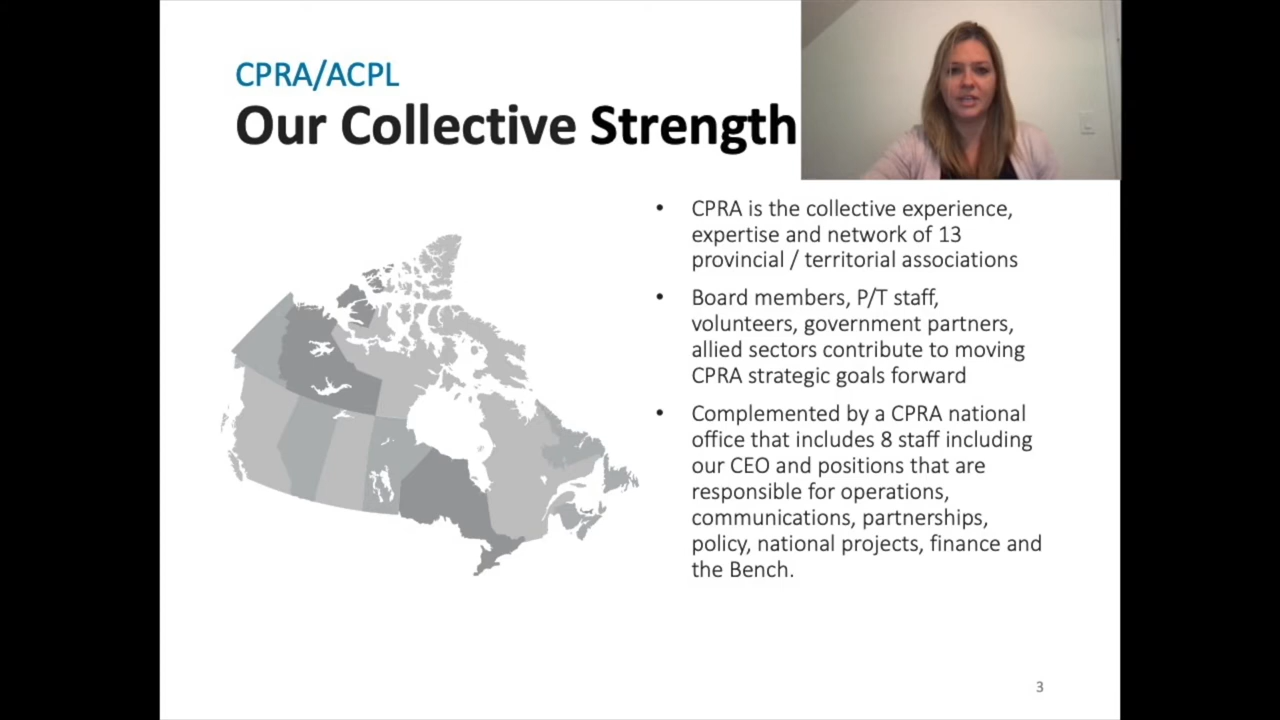 CPRA/ACPL
Our Collective Strength
• CPRA is the collective experience,
expertise and network of 13
provincial / territorial associations
• Board members, P/T staff,
volunteers, government partners,
allied sectors contribute to moving
CPRA strategic goals forward
• Complemented by a CPRA national
office that includes 8 staff including
our CEO and positions that are
responsible for operations,
communications, partnerships,
policy, national projects, finance and
the Bench.
3